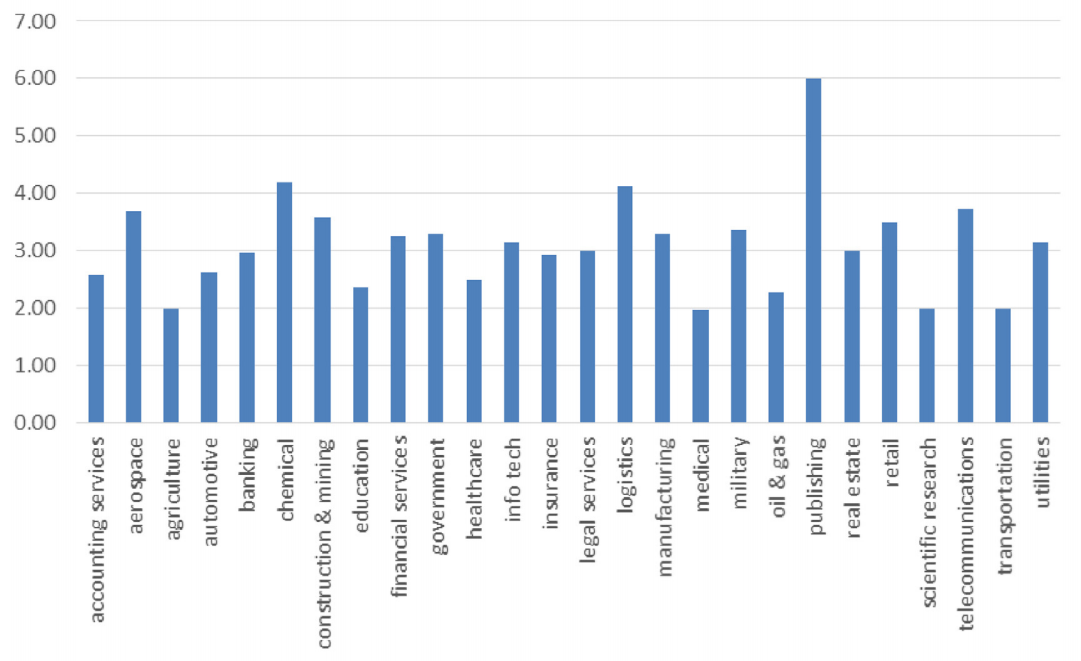 7.00
6.00
5.00
4.00
3.00
2.00
1.00
0.00
accounting services
aerospace
agriculture
automotive
banking
chemical
construction & mining
education
financial services
government
healthcare
info tech
insurance
legal services
logistics
manufacturing
medical
military
oil & gas
publishing
real estate
retail
scientific research
telecommunications
transportation
utilities